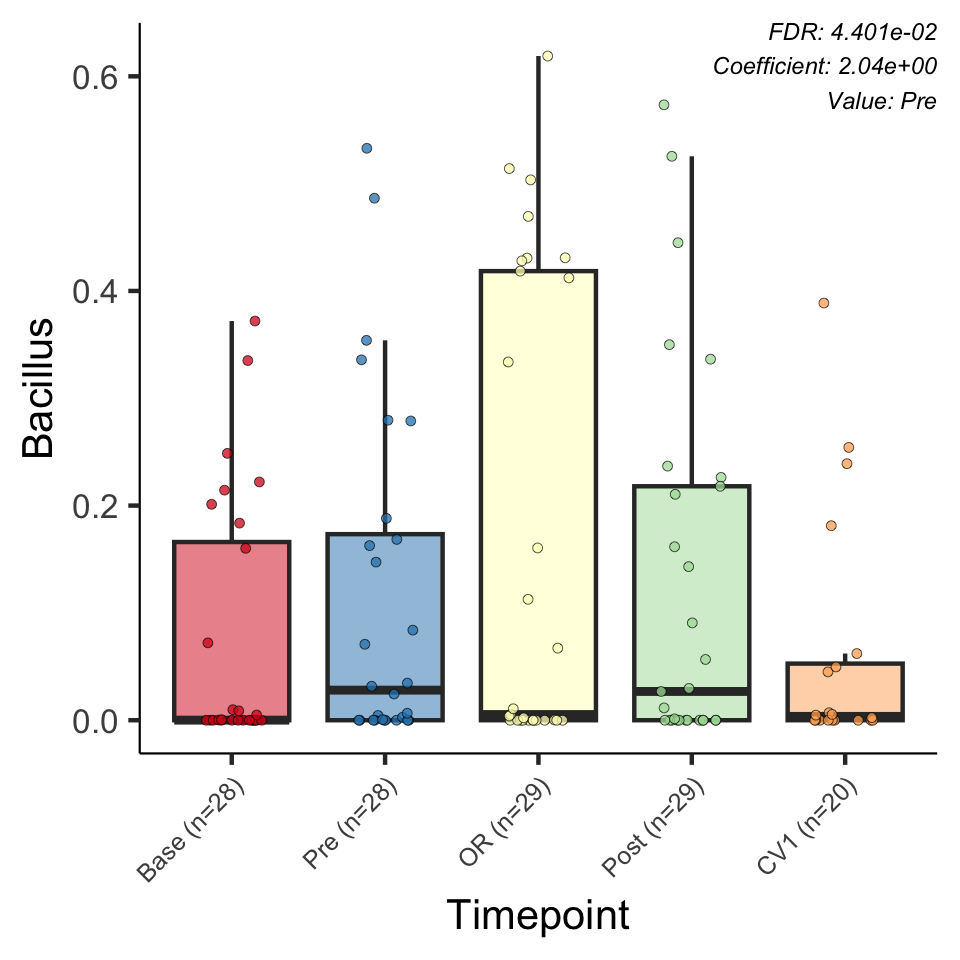 FDR: 4.401e-02
Coefficient: 2.04e+00
Value: Pre
0.6
0.4
0.2
0.0
Bacillus
Base (n=28)
Pre (n=28)
OR (n=29)
Post (n=29)
CV1 (n=20)
Timepoint